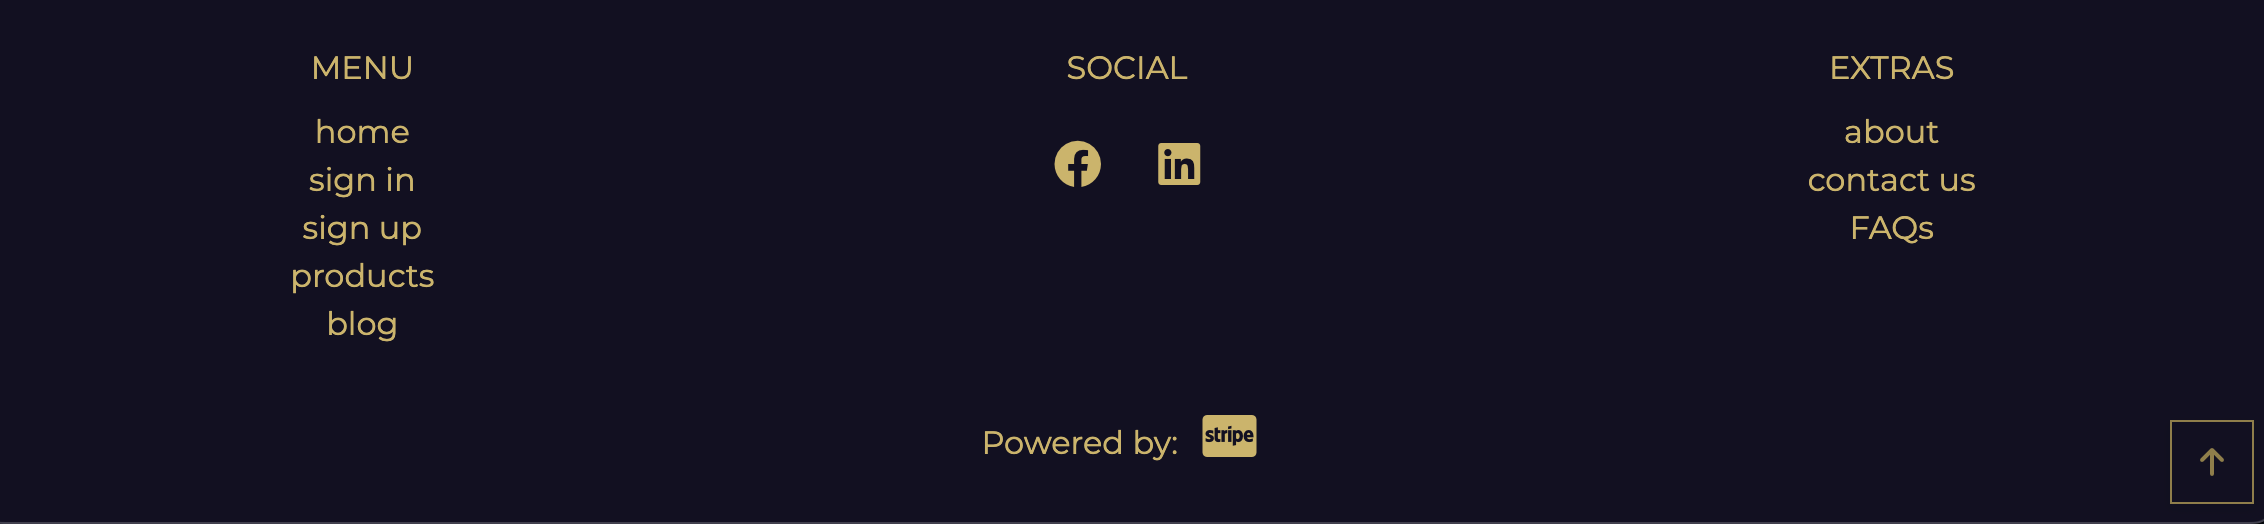 MENU
home
sign in
sign up
products
blog
SOCIAL
EXTRAS
about
contact us
FAQs
Powered by: stripe